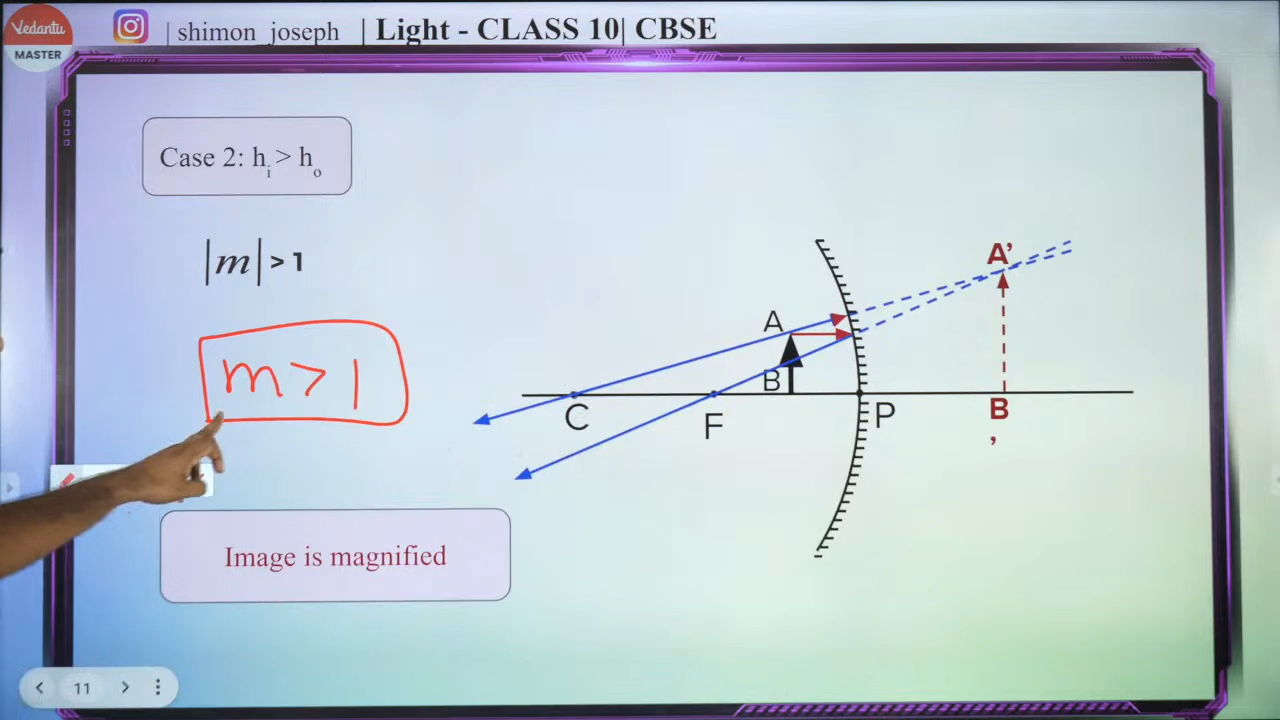 Vedantu
MASTER
| shimon_joseph | Light - CLASS 10| CBSE
Case 2: hᵢ > hₒ
|m| > 1
m > 1
Image is magnified
A
B
C
F
P
A'
B
'
11